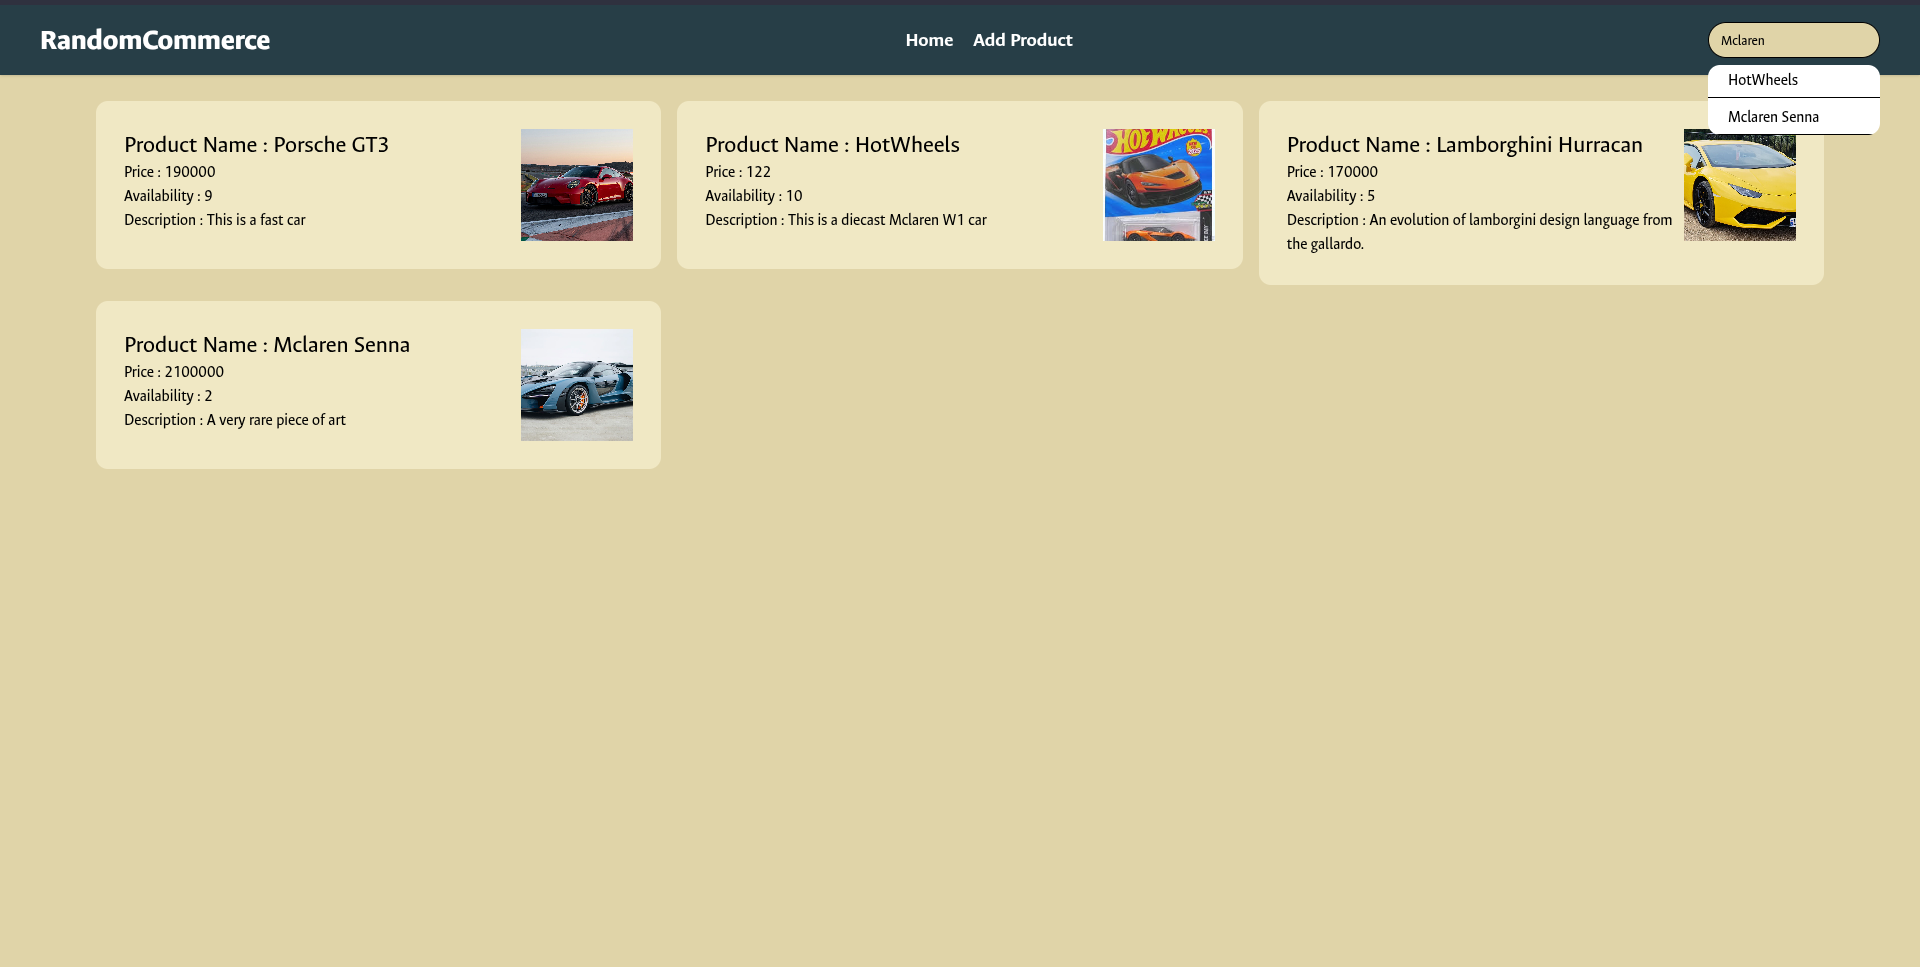 RandomCommerce
Home
Add Product
Mclaren
HotWheels
Mclaren Senna
Product Name : Porsche GT3
Price : 190000
Availability : 9
Description : This is a fast car
Product Name : HotWheels
Price : 122
Availability : 10
Description : This is a diecast Mclaren W1 car
HOT WHEELS
Product Name : Lamborghini Hurracan
Price : 170000
Availability : 5
Description : An evolution of lamborgini design language from
the gallardo.
Product Name : Mclaren Senna
Price : 2100000
Availability : 2
Description : A very rare piece of art